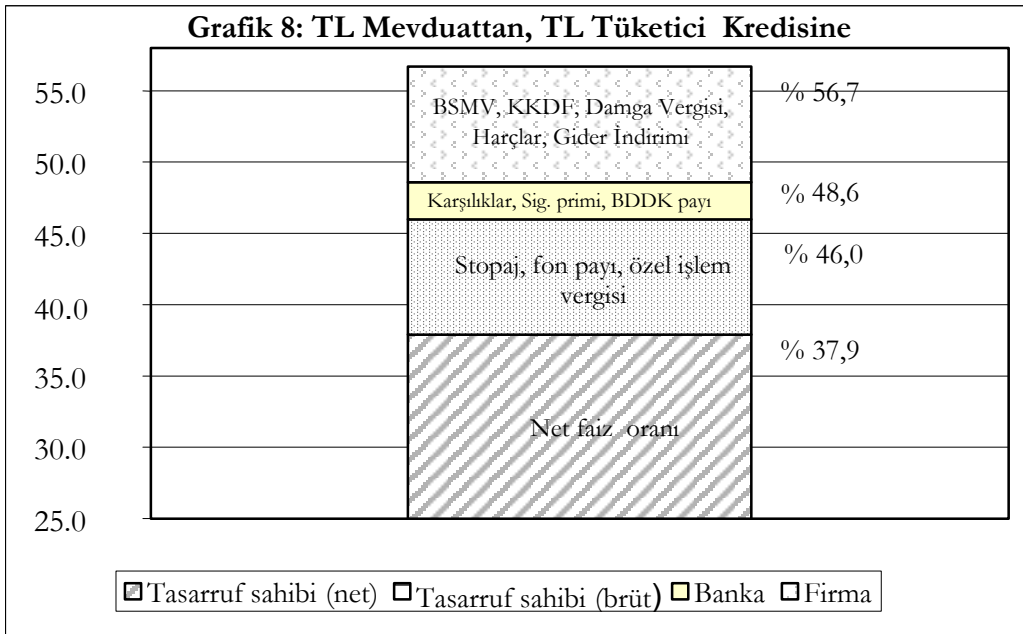 Grafik 8: TL Mevduattan, TL Tüketici Kredisine
55.0
BSMV, KKDF, Damga Vergisi,
Harçlar, Gider İndirimi
% 56,7
50.0
Karşılıklar, Sig. primi, BDDK payı
% 48,6
45.0
Stopaj, fon payı, özel işlem
vergisi
% 46,0
40.0
% 37,9
35.0
Net faiz oranı
30.0
25.0
Tasarruf sahibi (net) Tasarruf sahibi (brüt) Banka Firma